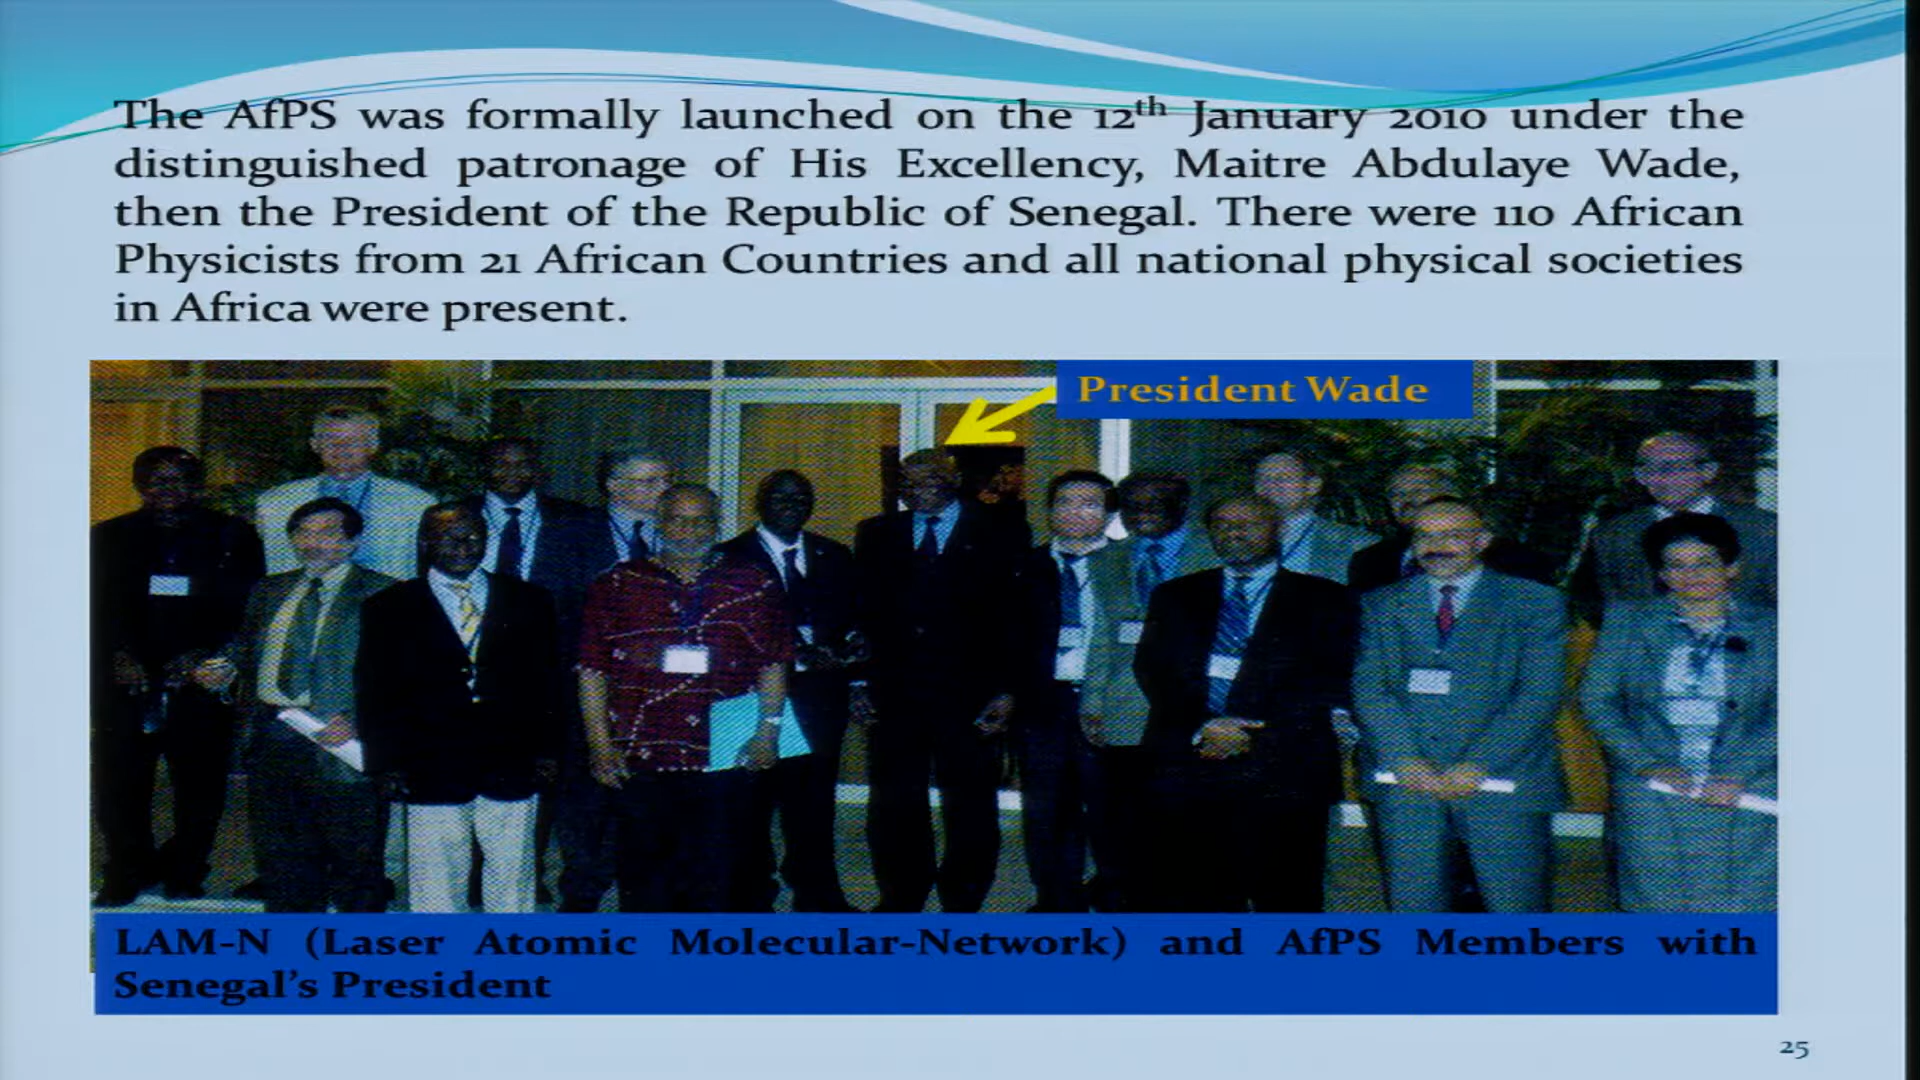 The AfPS was formally launched on the 12th January 2010 under the
distinguished patronage of His Excellency, Maitre Abdulaye Wade,
then the President of the Republic of Senegal. There were 110 African
Physicists from 21 African Countries and all national physical societies
in Africa were present.
President Wade
LAM-N (Laser Atomic Molecular-Network) and AfPS Members with
Senegal's President
25